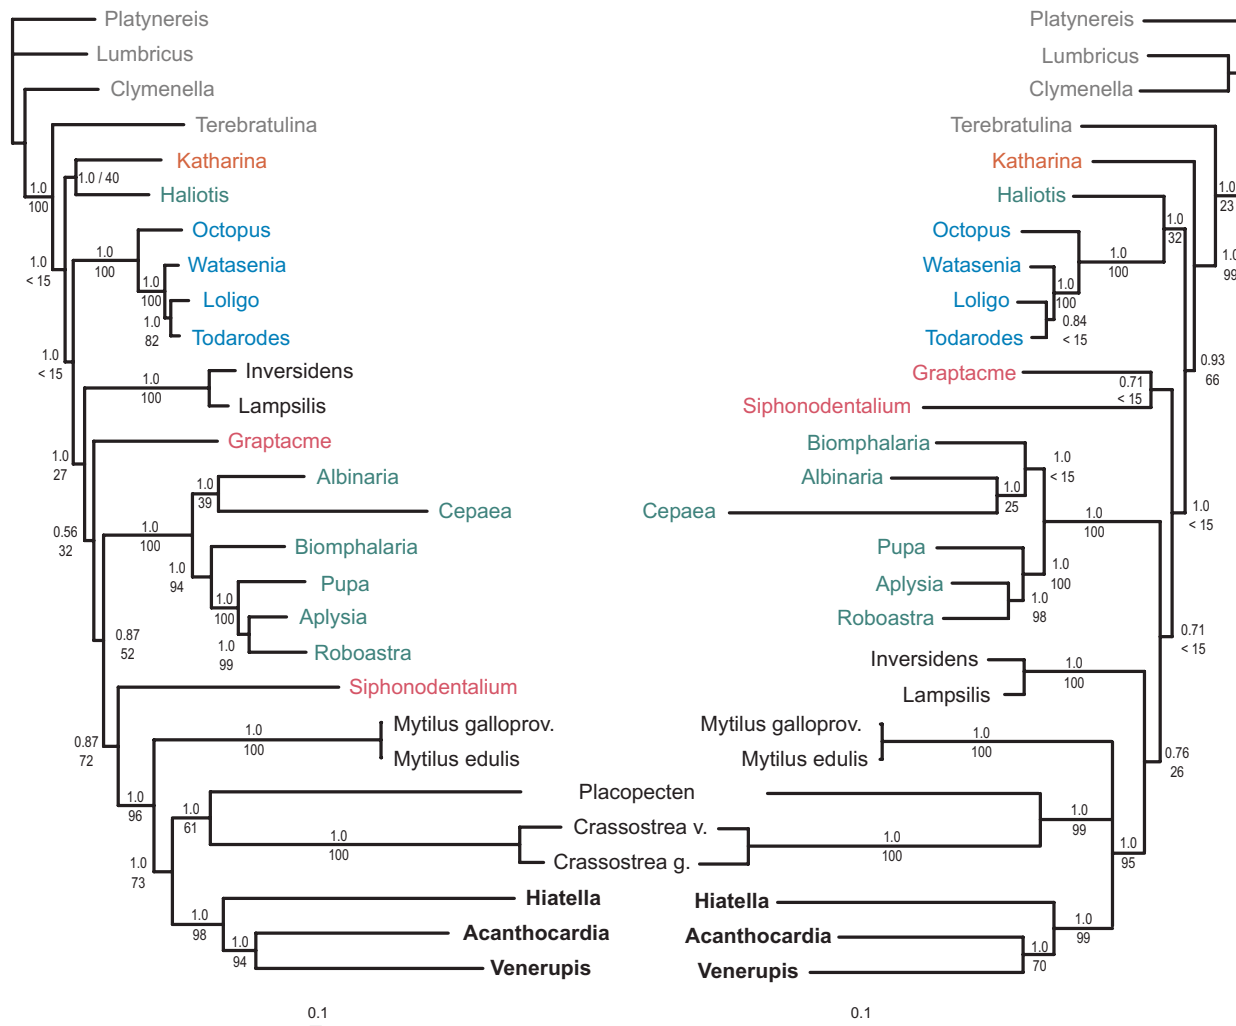 Platynereis
Lumbricus
Clymenella
Terebratulina
Katharina
1.0 / 40
Haliotis
1.0
100
Octopus
1.0
100
Watasenia
1.0
< 15
1.0
100
Loligo
1.0
82
Todarodes
1.0
< 15
Inversidens
1.0
100
Lampsilis
Graptacme
1.0
27
Albinaria
1.0
39
Cepaea
0.56
32
1.0
100
Biomphalaria
1.0
94
Pupa
1.0
100
Aplysia
0.87
52
1.0
99
Roboastra
Siphonodentalium
0.87
72
Mytilus galloprov.
1.0
100
Mytilus edulis
1.0
96
Placopecten
1.0
61
Crassostrea v.
1.0
100
Crassostrea g.
1.0
73
Hiatella
1.0
98
Acanthocardia
1.0
94
Venerupis
0.1
Platynereis
Lumbricus
Clymenella
Terebratulina
Katharina
1.0
23
Haliotis
1.0
32
Octopus
1.0
100
1.0
99
Watasenia
1.0
100
Loligo
0.84
< 15
Todarodes
0.93
66
Graptacme
0.71
< 15
Siphonodentalium
Biomphalaria
1.0
< 15
Albinaria
1.0
25
Cepaea
1.0
100
1.0
< 15
Pupa
1.0
100
Aplysia
1.0
98
Roboastra
0.71
< 15
Inversidens
1.0
100
Lampsilis
Mytilus galloprov.
1.0
100
Mytilus edulis
0.76
26
1.0
99
1.0
100
1.0
95
Hiatella
1.0
99
Acanthocardia
1.0
70
Venerupis
0.1